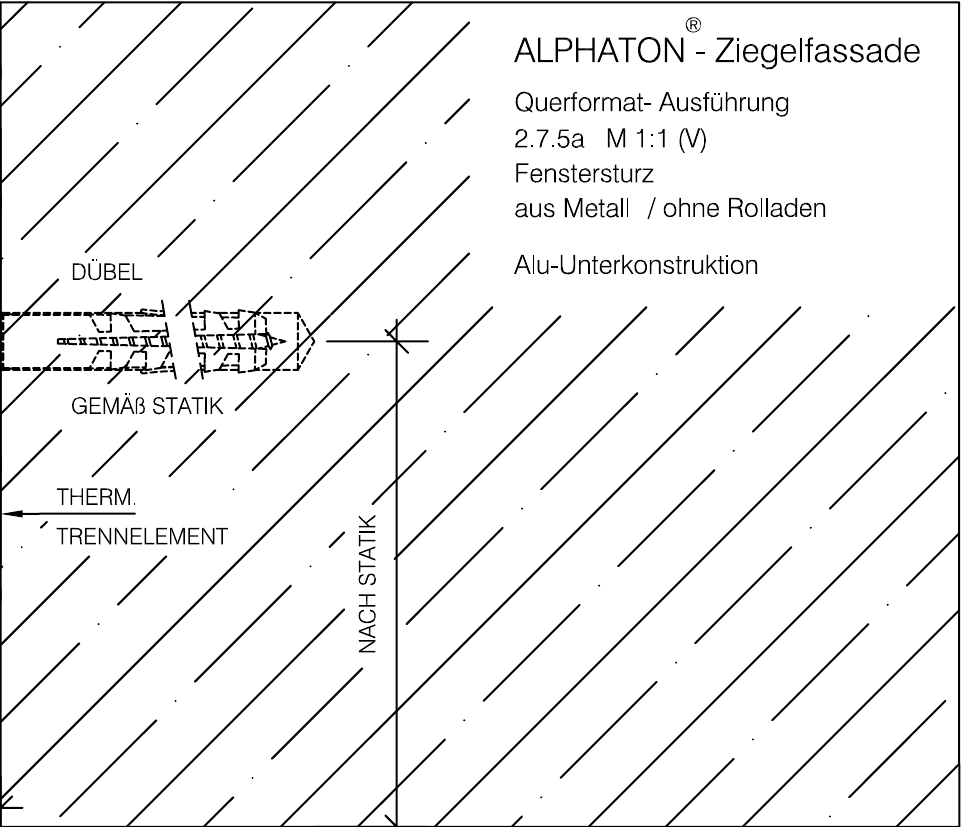 ALPHATON® - Ziegelfassade
Querformat- Ausführung
2.7.5a M 1:1 (V)
Fenstersturz
aus Metall / ohne Rolladen
Alu-Unterkonstruktion
DÜBEL
GEMÄß STATIK
THERM.
TRENNELEMENT
NACH STATIK